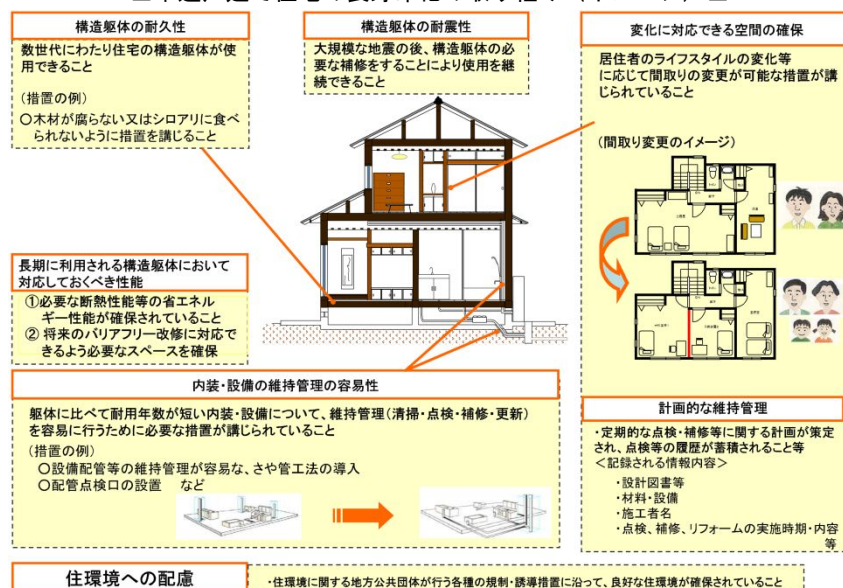 構造躯体の耐久性
数世代にわたり住宅の構造躯体が使
用できること
(措置の例)
○木材が腐らない又はシロアリに食べ
られないように措置を講じること
構造躯体の耐震性
大規模な地震の後、構造躯体の必
要な補修をすることにより使用を継
続できること
変化に対応できる空間の確保
居住者のライフスタイルの変化等
に応じて間取りの変更が可能な措置が講
じられていること
(間取り変更のイメージ)
長期に利用される構造躯体において
対応しておくべき性能
①必要な断熱性能等の省エネル
ギー性能が確保されていること
② 将来のバリアフリー改修に対応で
きるよう必要なスペースを確保
内装・設備の維持管理の容易性
躯体に比べて耐用年数が短い内装・設備について、維持管理(清掃・点検・補修・更新)
を容易に行うために必要な措置が講じられていること
(措置の例)
○設備配管等の維持管理が容易な、さや管工法の導入
○配管点検口の設置 など
計画的な維持管理
・定期的な点検・補修等に関する計画が策定
され、点検等の履歴が蓄積されること等
<記録される情報内容>
・設計図書等
・材料・設備
・施工者名
・点検、補修、リフォームの実施時期・内容
等
住環境への配慮
・住環境に関する地方公共団体が行う各種の規制・誘導措置に沿って、良好な住環境が確保されていること